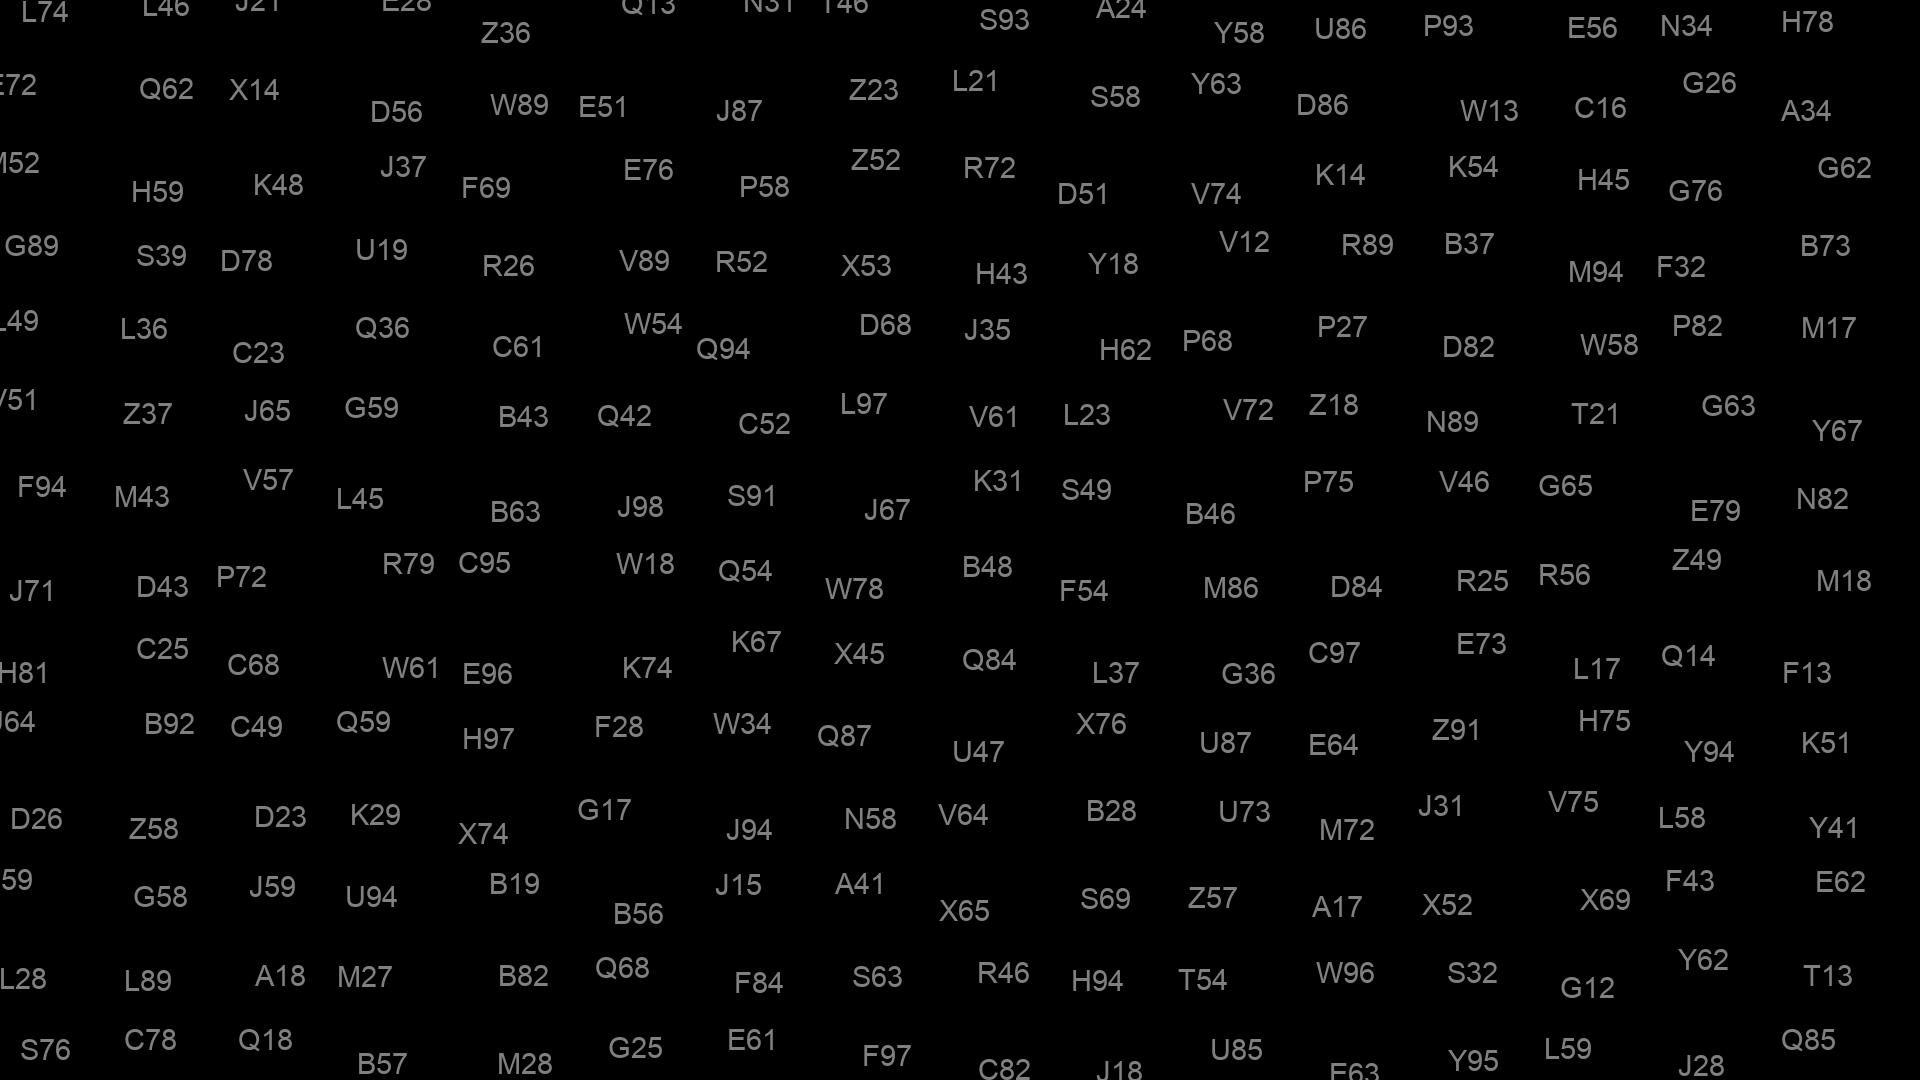 L74 L46 J21 E28 Z36 Q13 N31 T46 S93 A24 Y58 U86 P93 E56 N34 H78
E72 Q62 X14 D56 W89 E51 J87 Z23 L21 S58 Y63 D86 W13 C16 G26 A34
M52 H59 K48 J37 F69 E76 P58 Z52 R72 D51 V74 K14 K54 H45 G76 G62
G89 S39 D78 U19 R26 V89 R52 X53 H43 Y18 V12 R89 B37 M94 F32 B73
L49 L36 C23 Q36 C61 W54 Q94 D68 J35 H62 P68 P27 D82 W58 P82 M17
V51 Z37 J65 G59 B43 Q42 C52 L97 V61 L23 V72 Z18 N89 T21 G63 Y67
F94 M43 V57 L45 B63 J98 S91 J67 K31 S49 B46 P75 V46 G65 E79 N82
J71 D43 P72 R79 C95 W18 Q54 W78 B48 F54 M86 D84 R25 R56 Z49 M18
H81 C25 C68 W61 E96 K74 K67 X45 Q84 L37 G36 C97 E73 L17 Q14 F13
64 B92 C49 Q59 H97 F28 W34 Q87 U47 X76 U87 E64 Z91 H75 Y94 K51
D26 Z58 D23 K29 X74 G17 J94 N58 V64 B28 U73 M72 J31 V75 L58 Y41
59 G58 J59 U94 B19 B56 J15 A41 X65 S69 Z57 A17 X52 X69 F43 E62
L28 L89 A18 M27 B82 Q68 F84 S63 R46 H94 T54 W96 S32 G12 Y62 T13
S76 C78 Q18 B57 M28 G25 E61 F97 C82 J18 U85 E63 Y95 L59 J28 Q85